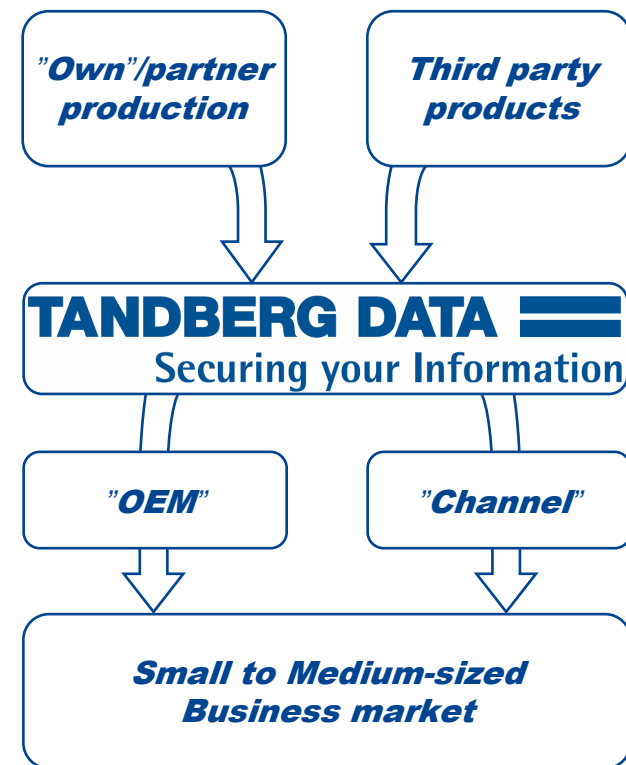 ”Own”/partner
production
Third party
products
TANDBERG DATA
Securing your Information
”OEM”
”Channel”
Small to Medium-sized
Business market